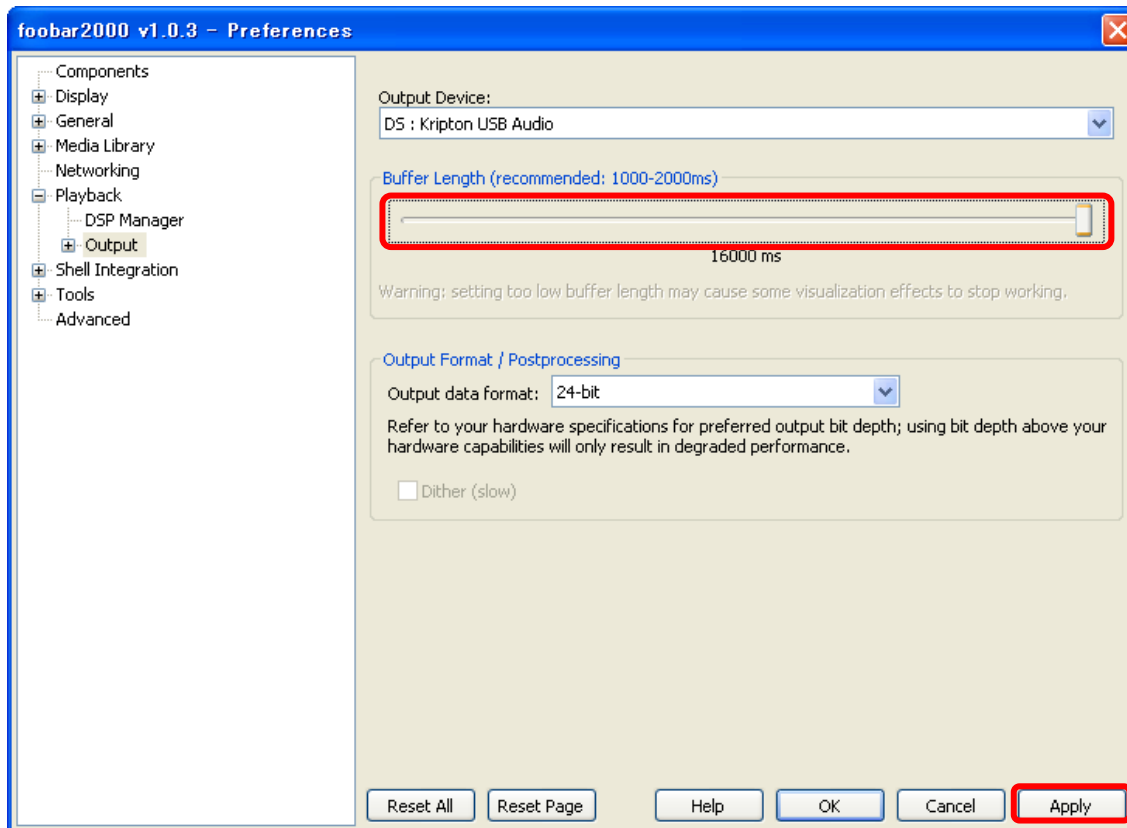 foobar2000 v1.0.3 - Preferences
Components
Display
General
Media Library
Networking
Playback
DSP Manager
Output
Shell Integration
Tools
Advanced
Output Device:
DS : Kripton USB Audio
Buffer Length (recommended: 1000-2000ms)
16000 ms
Warning: setting too low buffer length may cause some visualization effects to stop working.
Output Format / Postprocessing
Output data format: 24-bit
Refer to your hardware specifications for preferred output bit depth; using bit depth above your
hardware capabilities will only result in degraded performance.
Dither (slow)
Reset All Reset Page Help OK Cancel Apply